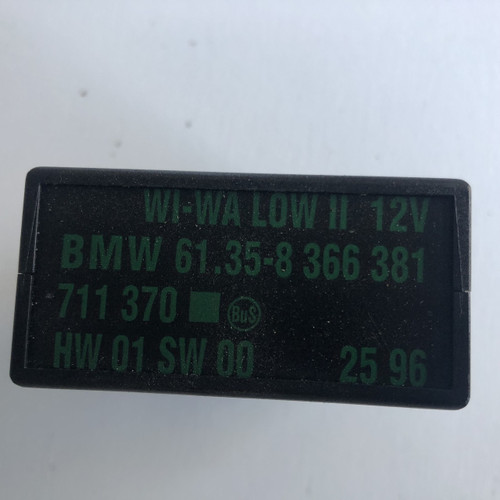 WI-WA LOW II 12V
BMW 61.35-8 366 381
711 370 BuS
HW 01 SW 00 25 96